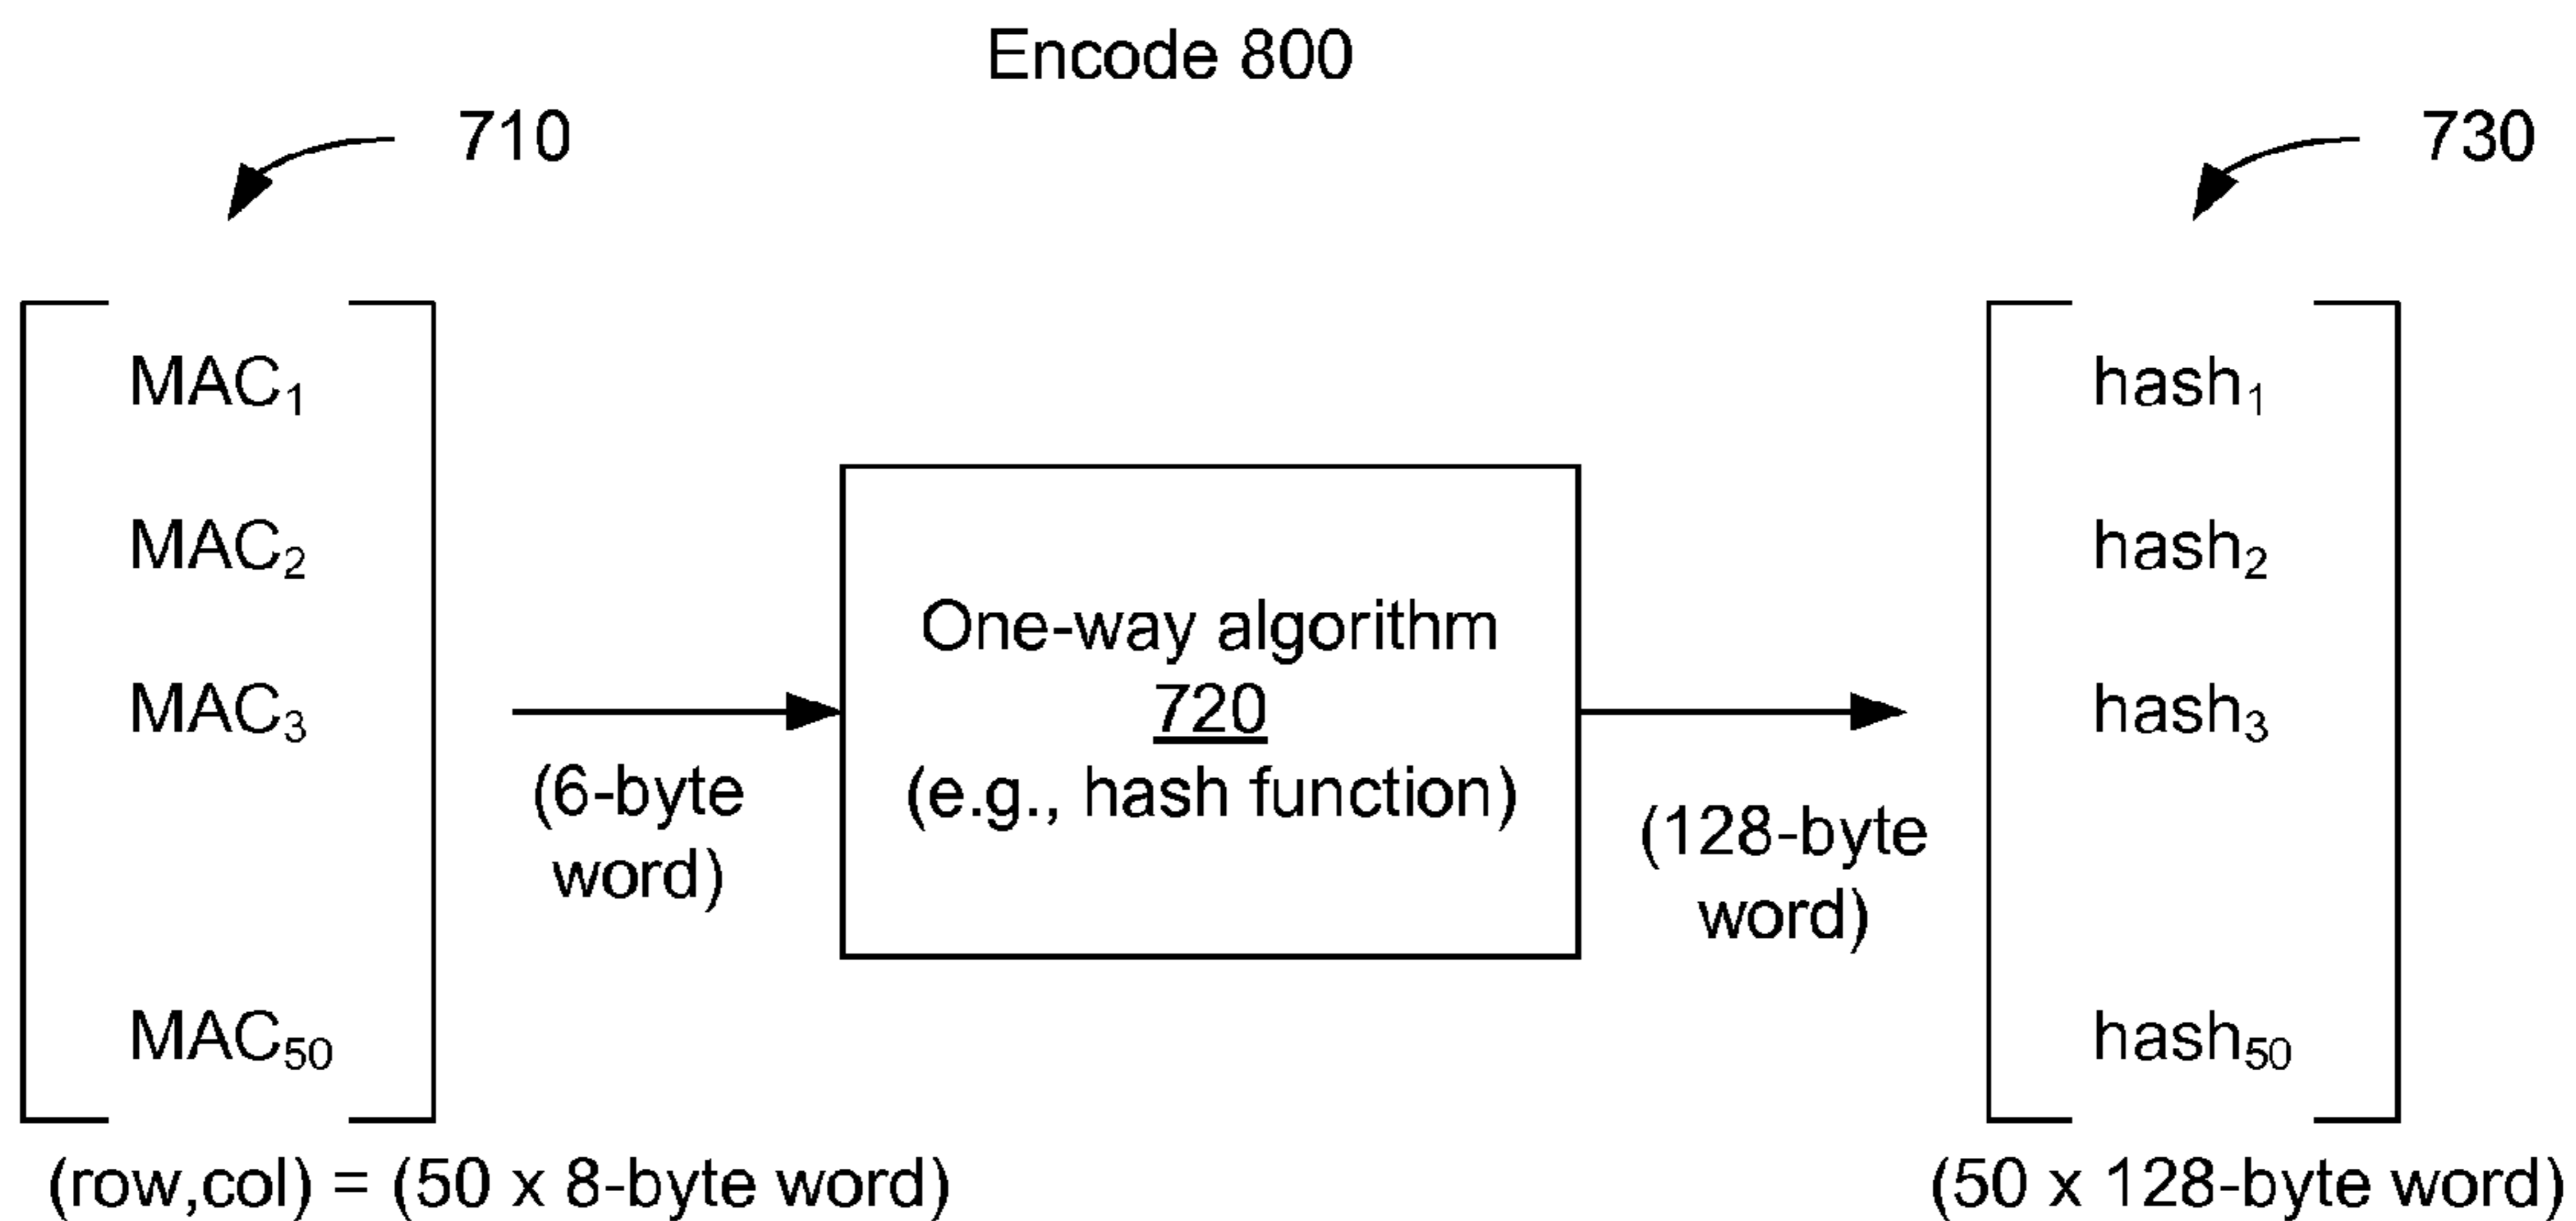 Encode 800
710
730
MAC₁
MAC₂
MAC₃
MAC₅₀
(row,col) = (50 x 8-byte word)
(6-byte
word)
One-way algorithm
720
(e.g., hash function)
(128-byte
word)
hash₁
hash₂
hash₃
hash₅₀
(50 x 128-byte word)